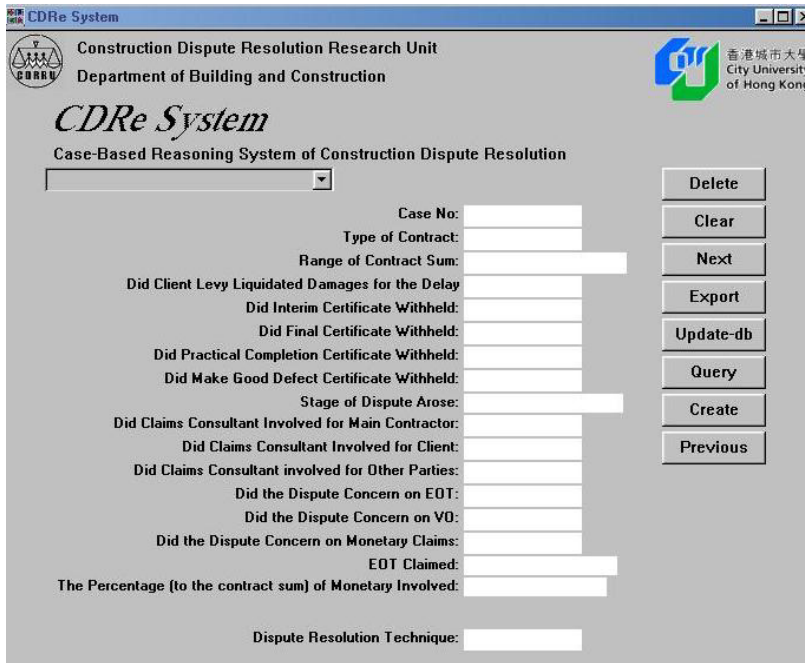 CDRe System
Construction Dispute Resolution Research Unit
Department of Building and Construction
CDRRU
香港城市大學
City University
of Hong Kong
CDRe System
Case-Based Reasoning System of Construction Dispute Resolution
Delete
Case No:
Clear
Type of Contract:
Next
Range of Contract Sum:
Did Client Levy Liquidated Damages for the Delay
Export
Did Interim Certificate Withheld:
Did Final Certificate Withheld:
Update-db
Did Practical Completion Certificate Withheld:
Did Make Good Defect Certificate Withheld:
Query
Stage of Dispute Arose:
Create
Did Claims Consultant Involved for Main Contractor:
Did Claims Consultant Involved for Client:
Previous
Did Claims Consultant involved for Other Parties:
Did the Dispute Concern on EOT:
Did the Dispute Concern on VO:
Did the Dispute Concern on Monetary Claims:
EOT Claimed:
The Percentage (to the contract sum) of Monetary Involved:
Dispute Resolution Technique: